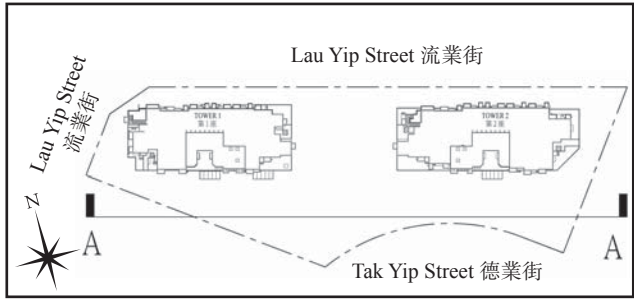 Lau Yip Street 流業街
Lau Yip Street
流業街
TOWER 1
第1座
TOWER 2
第2座
N
A
A
Tak Yip Street 德業街